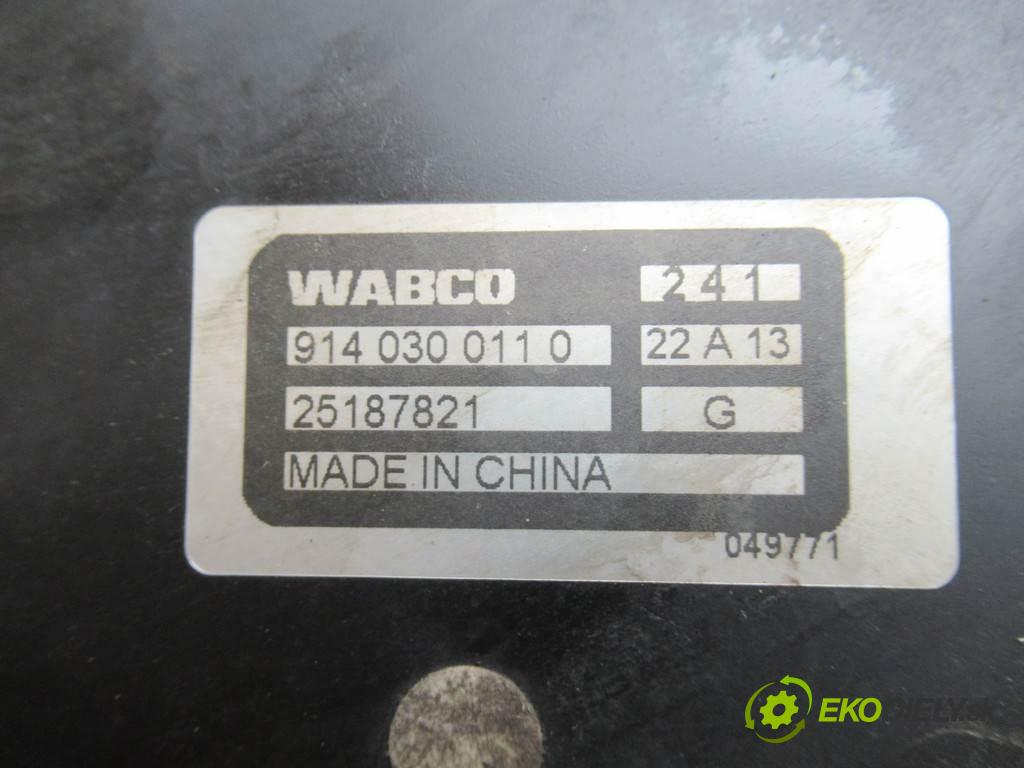 WABCO 241
914 030 011 0 22 A 13
25187821 G
MADE IN CHINA
049771
EKODIELY.sk